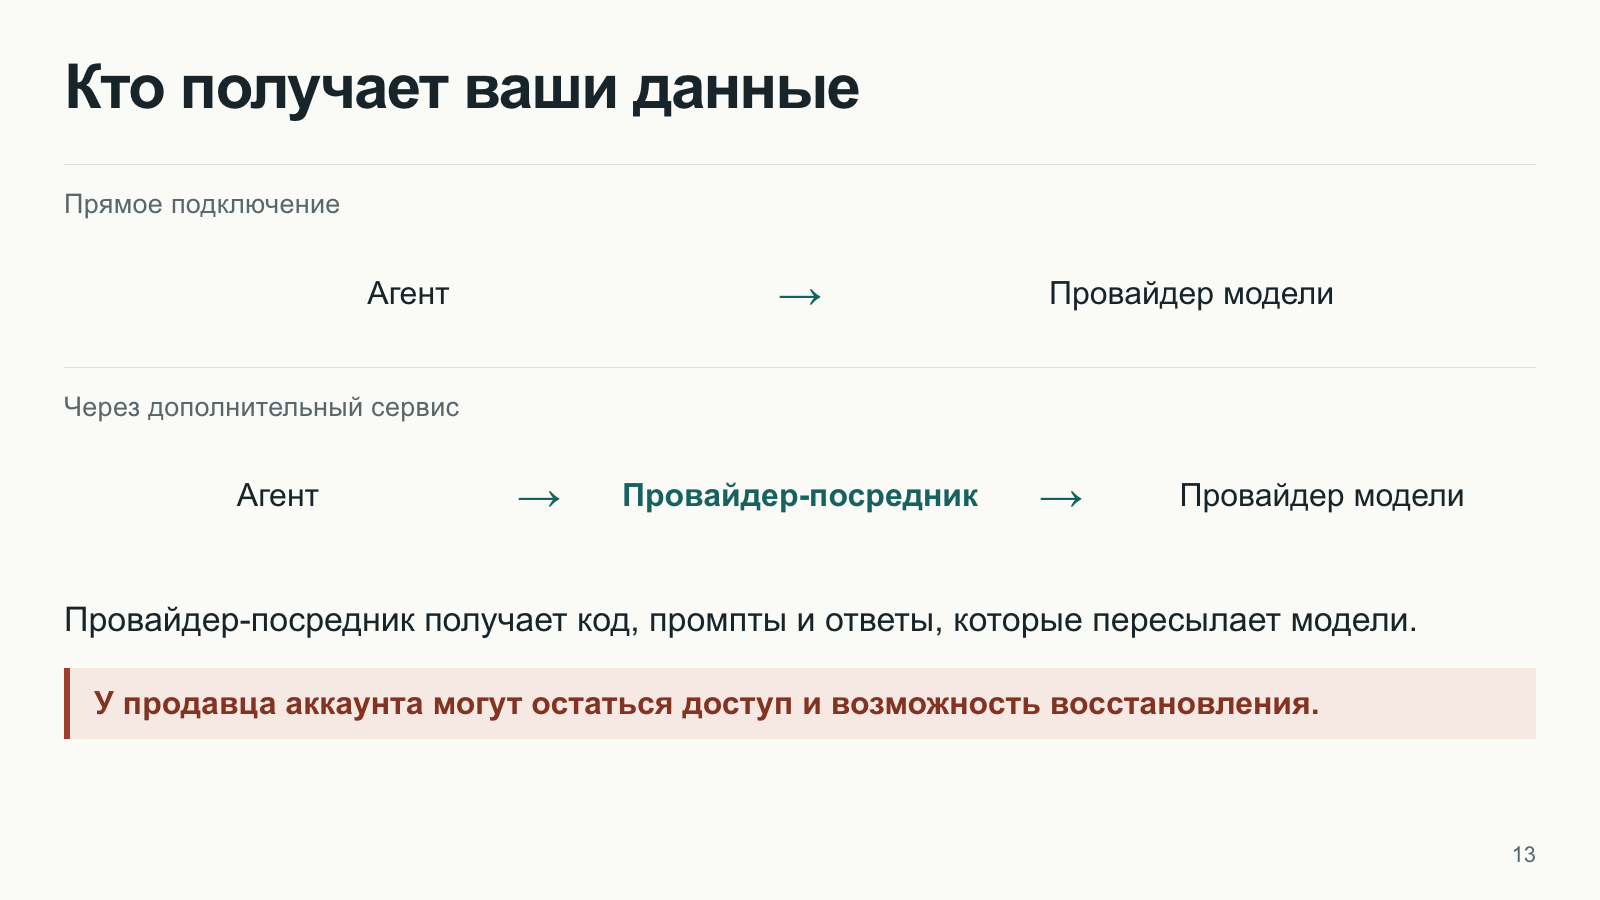 Кто получает ваши данные
Прямое подключение
Агент → Провайдер модели
Через дополнительный сервис
Агент → Провайдер-посредник → Провайдер модели
Провайдер-посредник получает код, промпты и ответы, которые пересылает модели.
У продавца аккаунта могут остаться доступ и возможность восстановления.
13